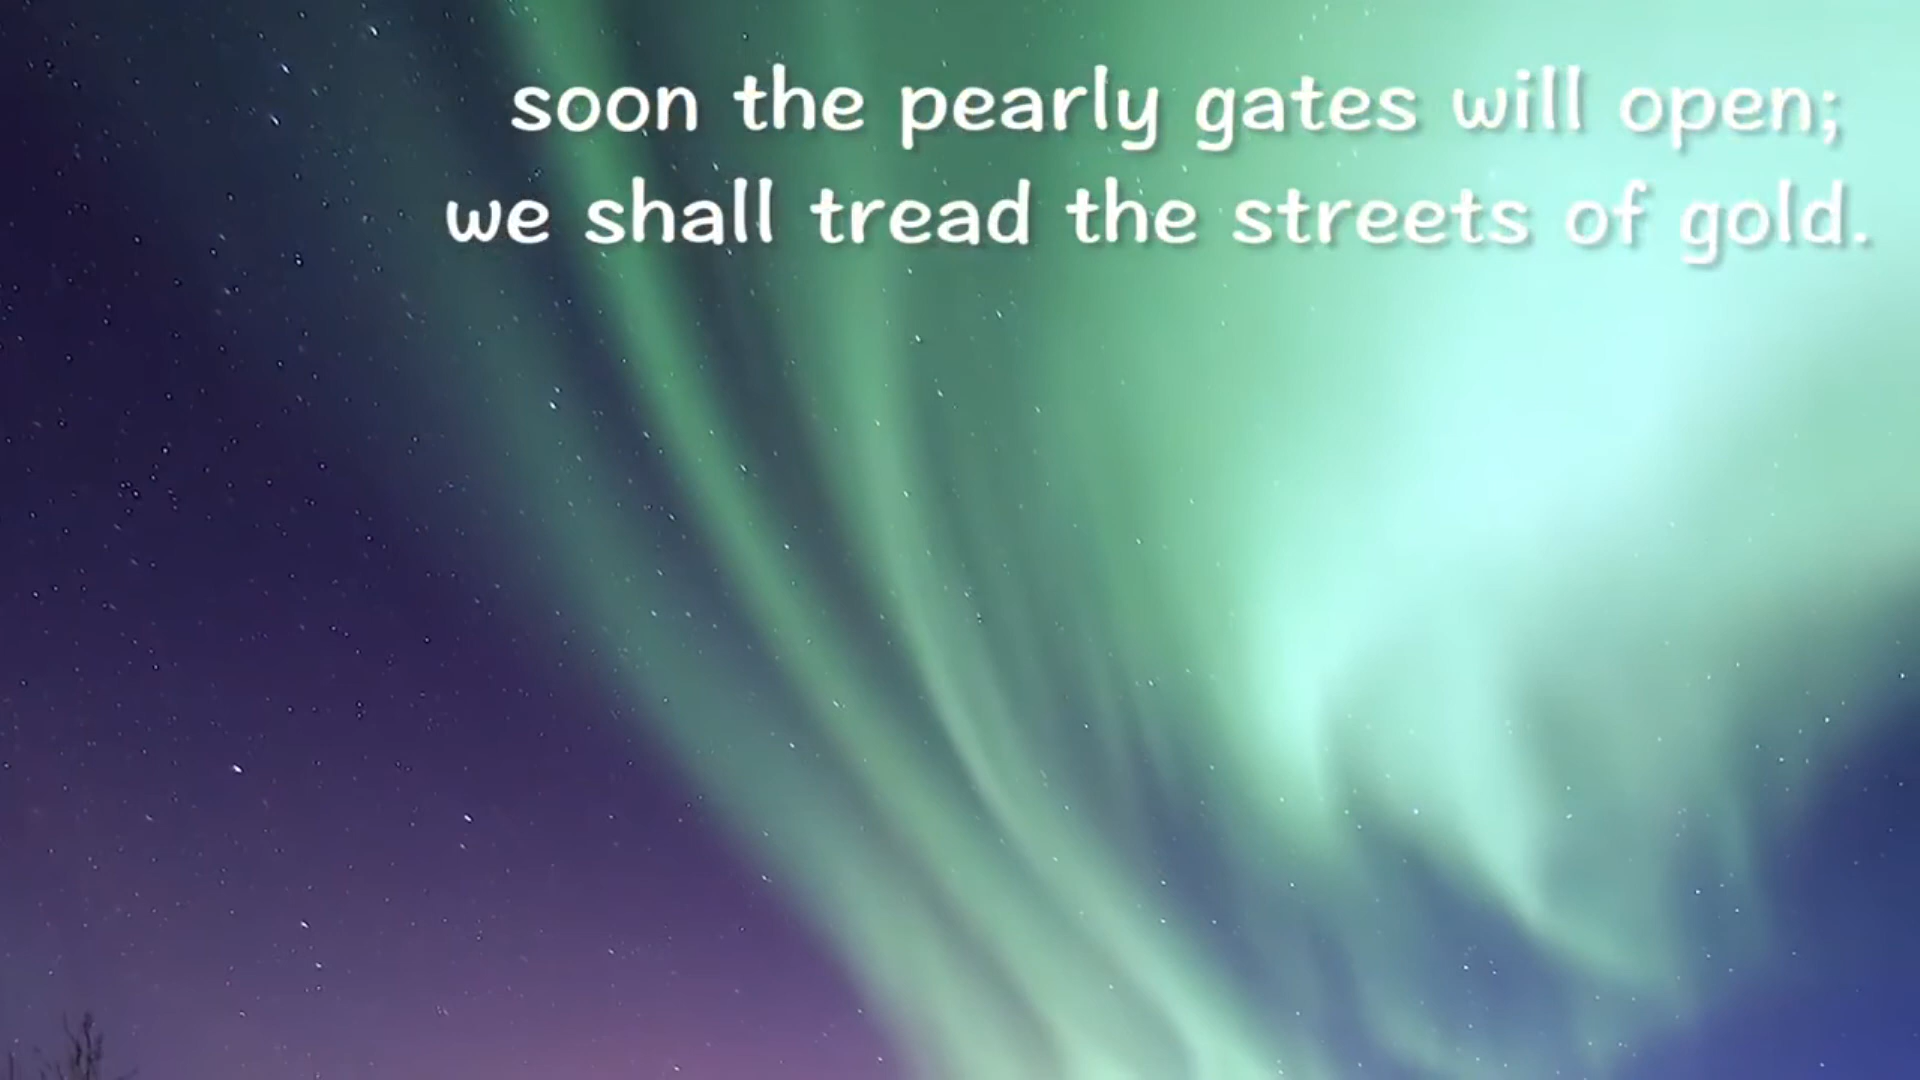 soon the pearly gates will open;
we shall tread the streets of gold.